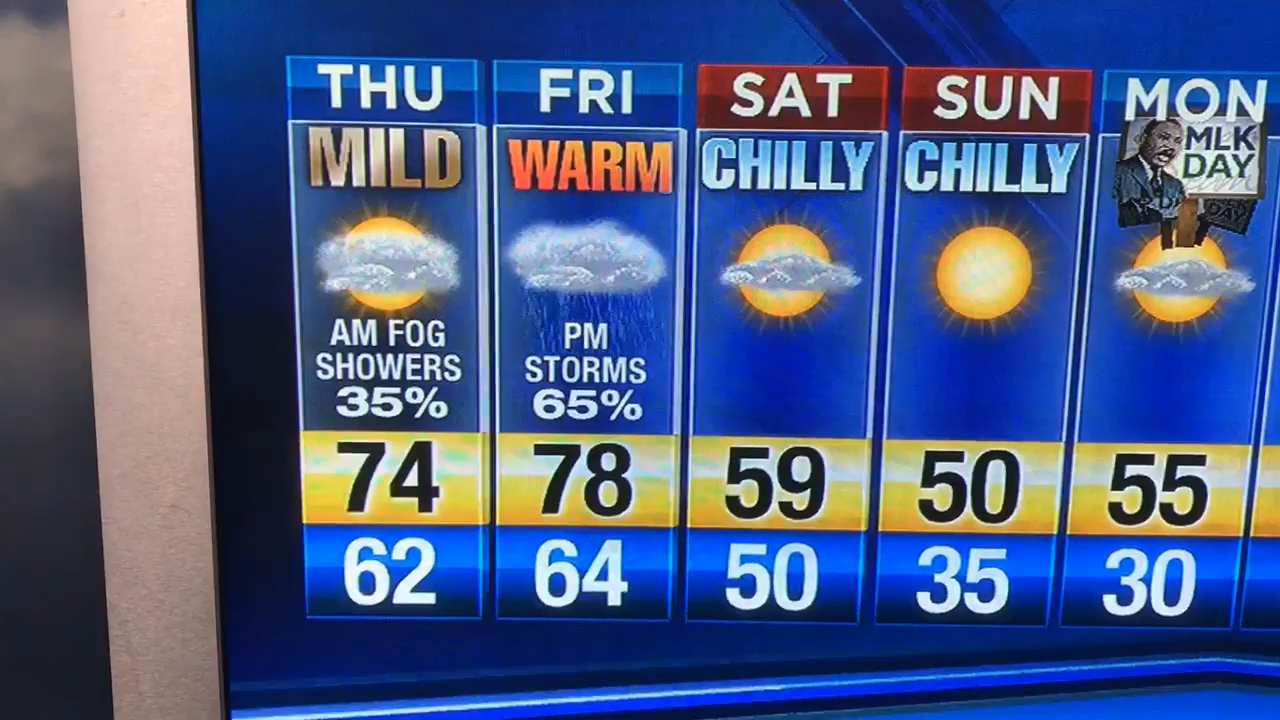 THU
MILD
AM FOG
SHOWERS
35%
74
62
FRI
WARM
PM
STORMS
65%
78
64
SAT
CHILLY
59
50
SUN
CHILLY
50
35
MON
MLK
DAY
55
30